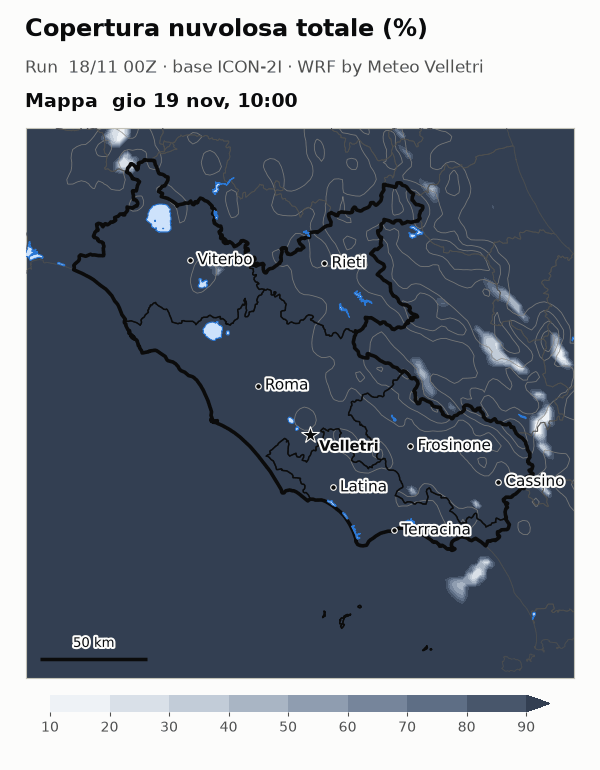 Copertura nuvolosa totale (%)
Run 18/11 00Z · base ICON-2I · WRF by Meteo Velletri
Mappa gio 19 nov, 10:00
Viterbo
Rieti
Roma
Velletri
Frosinone
Latina
Cassino
Terracina
50 km
10 20 30 40 50 60 70 80 90